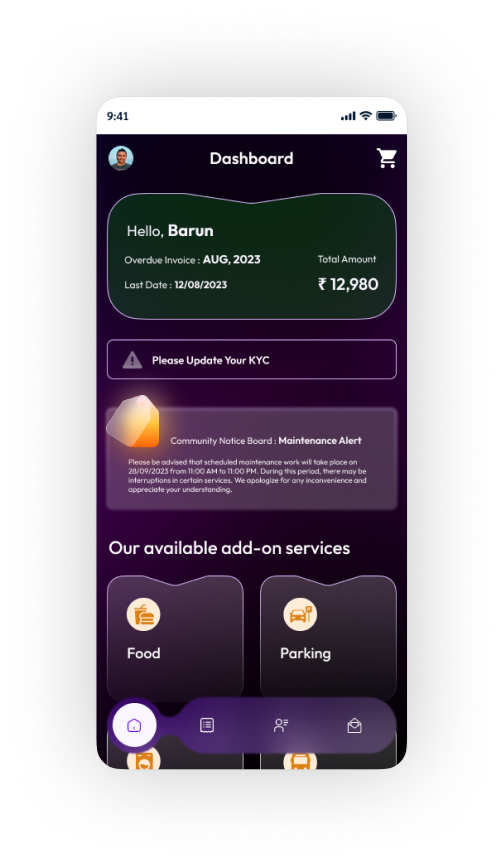 9:41
Dashboard
Hello, Barun
Overdue Invoice : AUG, 2023
Total Amount
Last Date : 12/08/2023
₹ 12,980
Please Update Your KYC
Community Notice Board : Maintenance Alert
Please be advised that scheduled maintenance work will take place on
28/09/2023 from 11:00 AM to 11:00 PM. During this period, there may be
interruptions in certain services. We apologize for any inconvenience and
appreciate your understanding.
Our available add-on services
Food
Parking